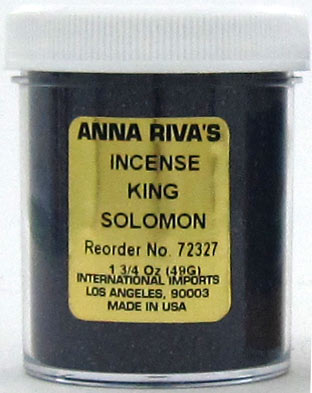 ANNA RIVA'S
INCENSE
KING
SOLOMON
Reorder No. 72327
1 3/4 Oz (49G)
INTERNATIONAL IMPORTS
LOS ANGELES, 90003
MADE IN USA